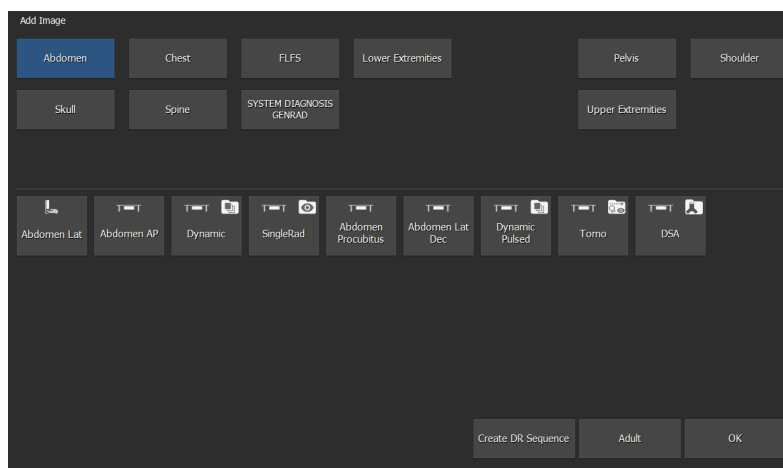 Add Image
Abdomen
Chest
FLFS
Lower Extremities
Pelvis
Shoulder
Skull
Spine
SYSTEM DIAGNOSIS
GENRAD
Upper Extremities
Abdomen Lat
Abdomen AP
Dynamic
SingleRad
Abdomen
Procubitus
Abdomen Lat
Dec
Dynamic
Pulsed
Tomo
DSA
Create DR Sequence
Adult
OK